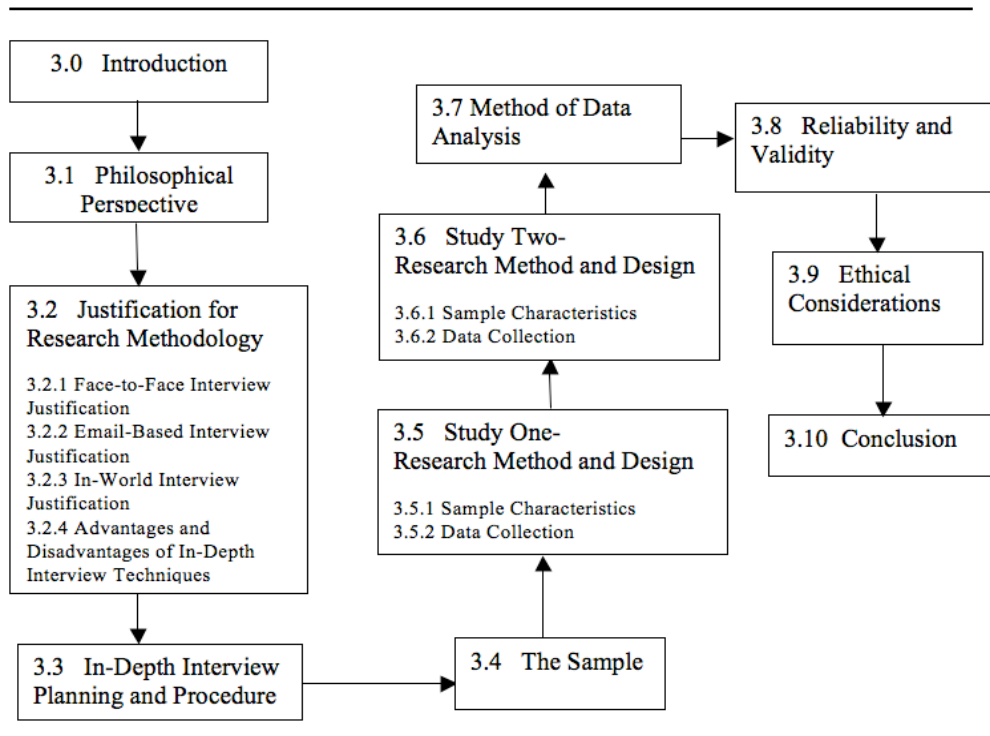 3.0 Introduction
3.1 Philosophical
Perspective
3.2 Justification for
Research Methodology
3.2.1 Face-to-Face Interview
Justification
3.2.2 Email-Based Interview
Justification
3.2.3 In-World Interview
Justification
3.2.4 Advantages and
Disadvantages of In-Depth
Interview Techniques
3.3 In-Depth Interview
Planning and Procedure
3.4 The Sample
3.5 Study One-
Research Method and Design
3.5.1 Sample Characteristics
3.5.2 Data Collection
3.6 Study Two-
Research Method and Design
3.6.1 Sample Characteristics
3.6.2 Data Collection
3.7 Method of Data
Analysis
3.8 Reliability and
Validity
3.9 Ethical
Considerations
3.10 Conclusion